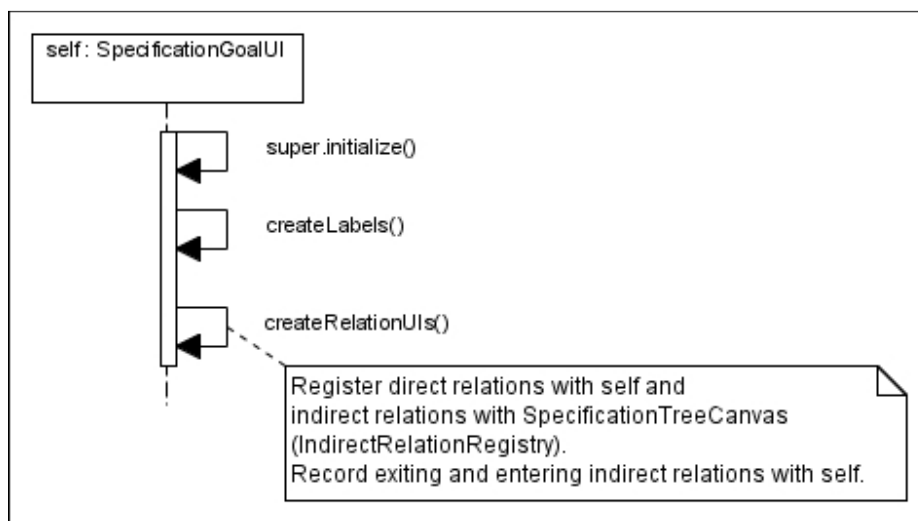 self : SpecificationGoalUI
super.initialize()
createLabels()
createRelationUIs()
Register direct relations with self and
indirect relations with SpecificationTreeCanvas
(IndirectRelationRegistry).
Record exiting and entering indirect relations with self.